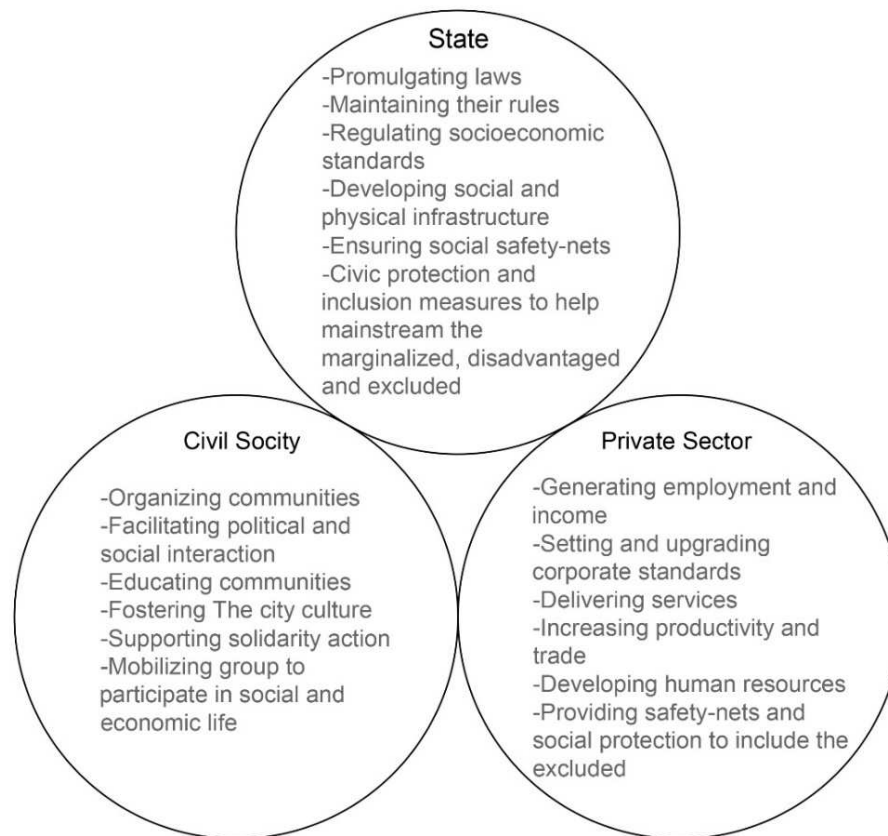 State
-Promulgating laws
-Maintaining their rules
-Regulating socioeconomic
standards
-Developing social and
physical infrastructure
-Ensuring social safety-nets
-Civic protection and
inclusion measures to help
mainstream the
marginalized, disadvantaged
and excluded
Civil Socity
-Organizing communities
-Facilitating political and
social interaction
-Educating communities
-Fostering The city culture
-Supporting solidarity action
-Mobilizing group to
participate in social and
economic life
Private Sector
-Generating employment and
income
-Setting and upgrading
corporate standards
-Delivering services
-Increasing productivity and
trade
-Developing human resources
-Providing safety-nets and
social protection to include the
excluded